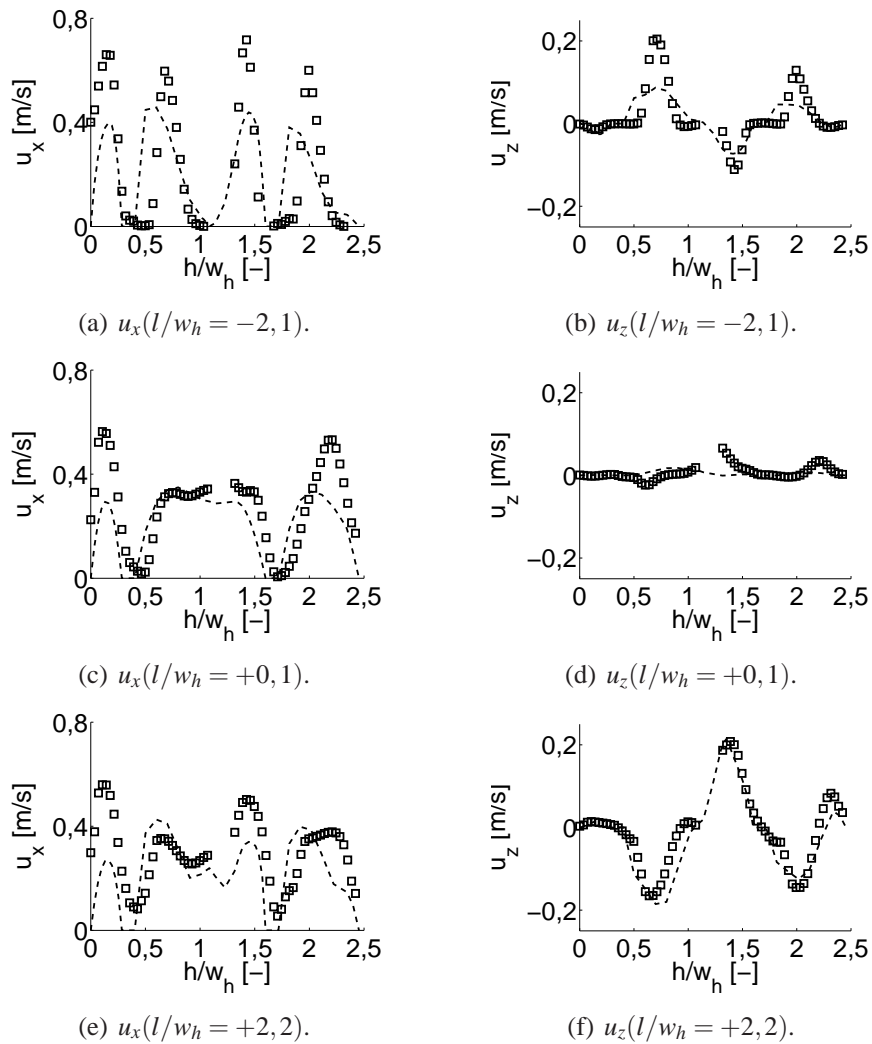 0,8
0,4
0
u_x [m/s]
0 0,5 1 1,5 2 2,5
h/w_h [−]
(a) u_x(l/w_h = −2,1).
0,2
0
−0,2
u_z [m/s]
0 0,5 1 1,5 2 2,5
h/w_h [−]
(b) u_z(l/w_h = −2,1).
0,8
0,4
0
u_x [m/s]
0 0,5 1 1,5 2 2,5
h/w_h [−]
(c) u_x(l/w_h = +0,1).
0,2
0
−0,2
u_z [m/s]
0 0,5 1 1,5 2 2,5
h/w_h [−]
(d) u_z(l/w_h = +0,1).
0,8
0,4
0
u_x [m/s]
0 0,5 1 1,5 2 2,5
h/w_h [−]
(e) u_x(l/w_h = +2,2).
0,2
0
−0,2
u_z [m/s]
0 0,5 1 1,5 2 2,5
h/w_h [−]
(f) u_z(l/w_h = +2,2).